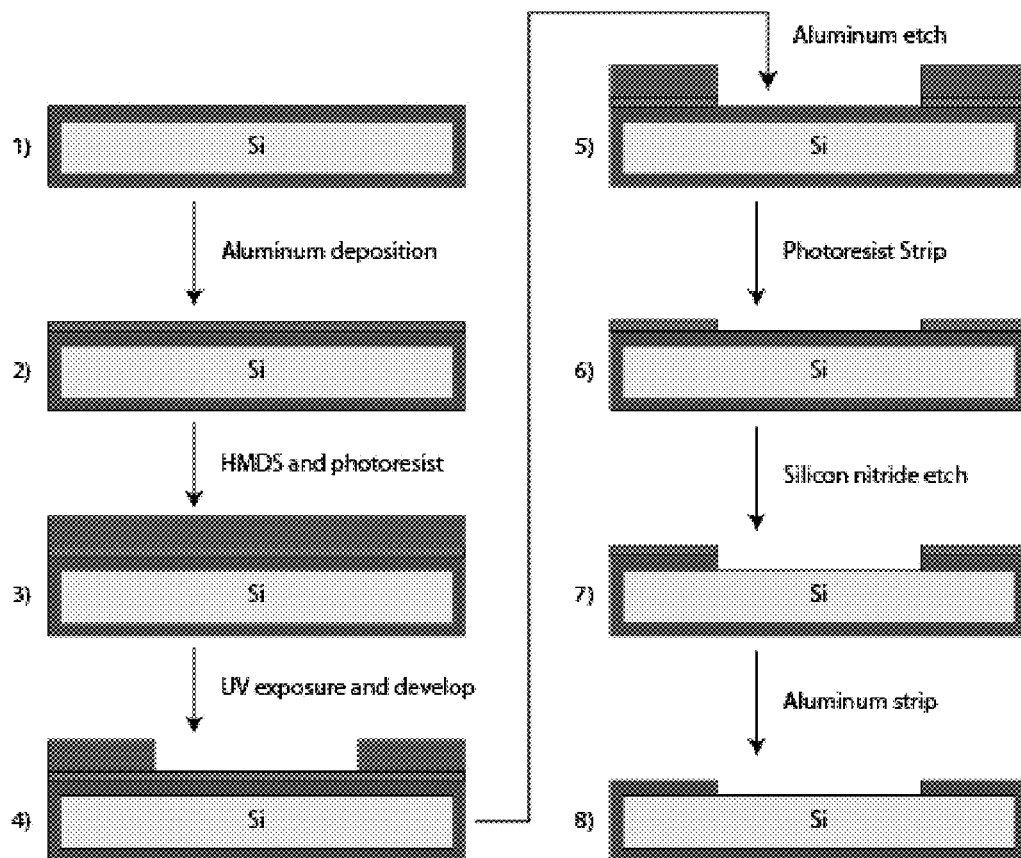 1)
Si
Aluminum deposition
2)
Si
HMDS and photoresist
3)
Si
UV exposure and develop
4)
Si
Aluminum etch
5)
Si
Photoresist Strip
6)
Si
Silicon nitride etch
7)
Si
Aluminum strip
8)
Si